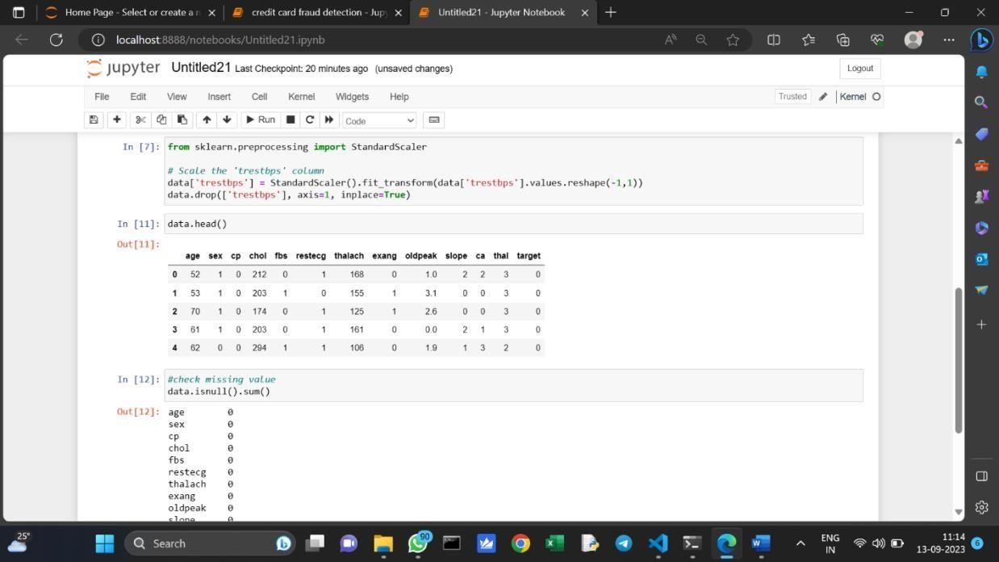 Home Page - Select or create a n
credit card fraud detection - Jup
Untitled21 - Jupyter Notebook
localhost:8888/notebooks/Untitled21.ipynb
jupyter Untitled21 Last Checkpoint: 20 minutes ago (unsaved changes)
Logout
File Edit View Insert Cell Kernel Widgets Help
Trusted
Kernel
Run
Code
In [7]: from sklearn.preprocessing import StandardScaler
# Scale the 'trestbps' column
data['trestbps'] = StandardScaler().fit_transform(data['trestbps'].values.reshape(-1,1))
data.drop(['trestbps'], axis=1, inplace=True)
In [11]: data.head()
Out[11]:
age sex cp chol fbs restecg thalach exang oldpeak slope ca thal target
0 52 1 0 212 0 1 168 0 1.0 2 2 3 0
1 53 1 0 203 1 0 155 1 3.1 0 0 3 0
2 70 1 0 174 0 1 125 1 2.6 0 0 3 0
3 61 1 0 203 0 1 161 0 0.0 2 1 3 0
4 62 0 0 294 1 1 106 0 1.9 1 3 2 0
In [12]: #check missing value
data.isnull().sum()
Out[12]: age 0
sex 0
cp 0
chol 0
fbs 0
restecg 0
thalach 0
exang 0
oldpeak 0
slope 0
25°
Search
90
ENG
IN
11:14
13-09-2023
6